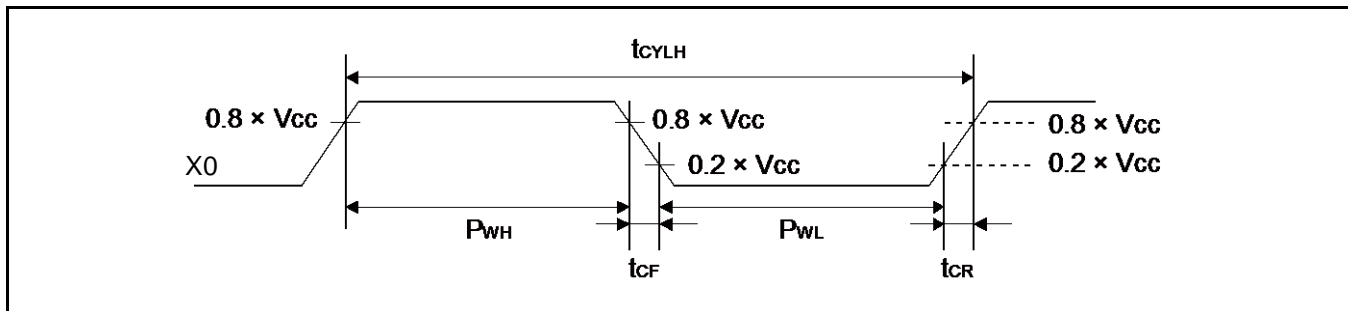 tCYLH
0.8 × Vcc
0.8 × Vcc
0.8 × Vcc
X0
0.2 × Vcc
0.2 × Vcc
PWH
PWL
tCF
tCR